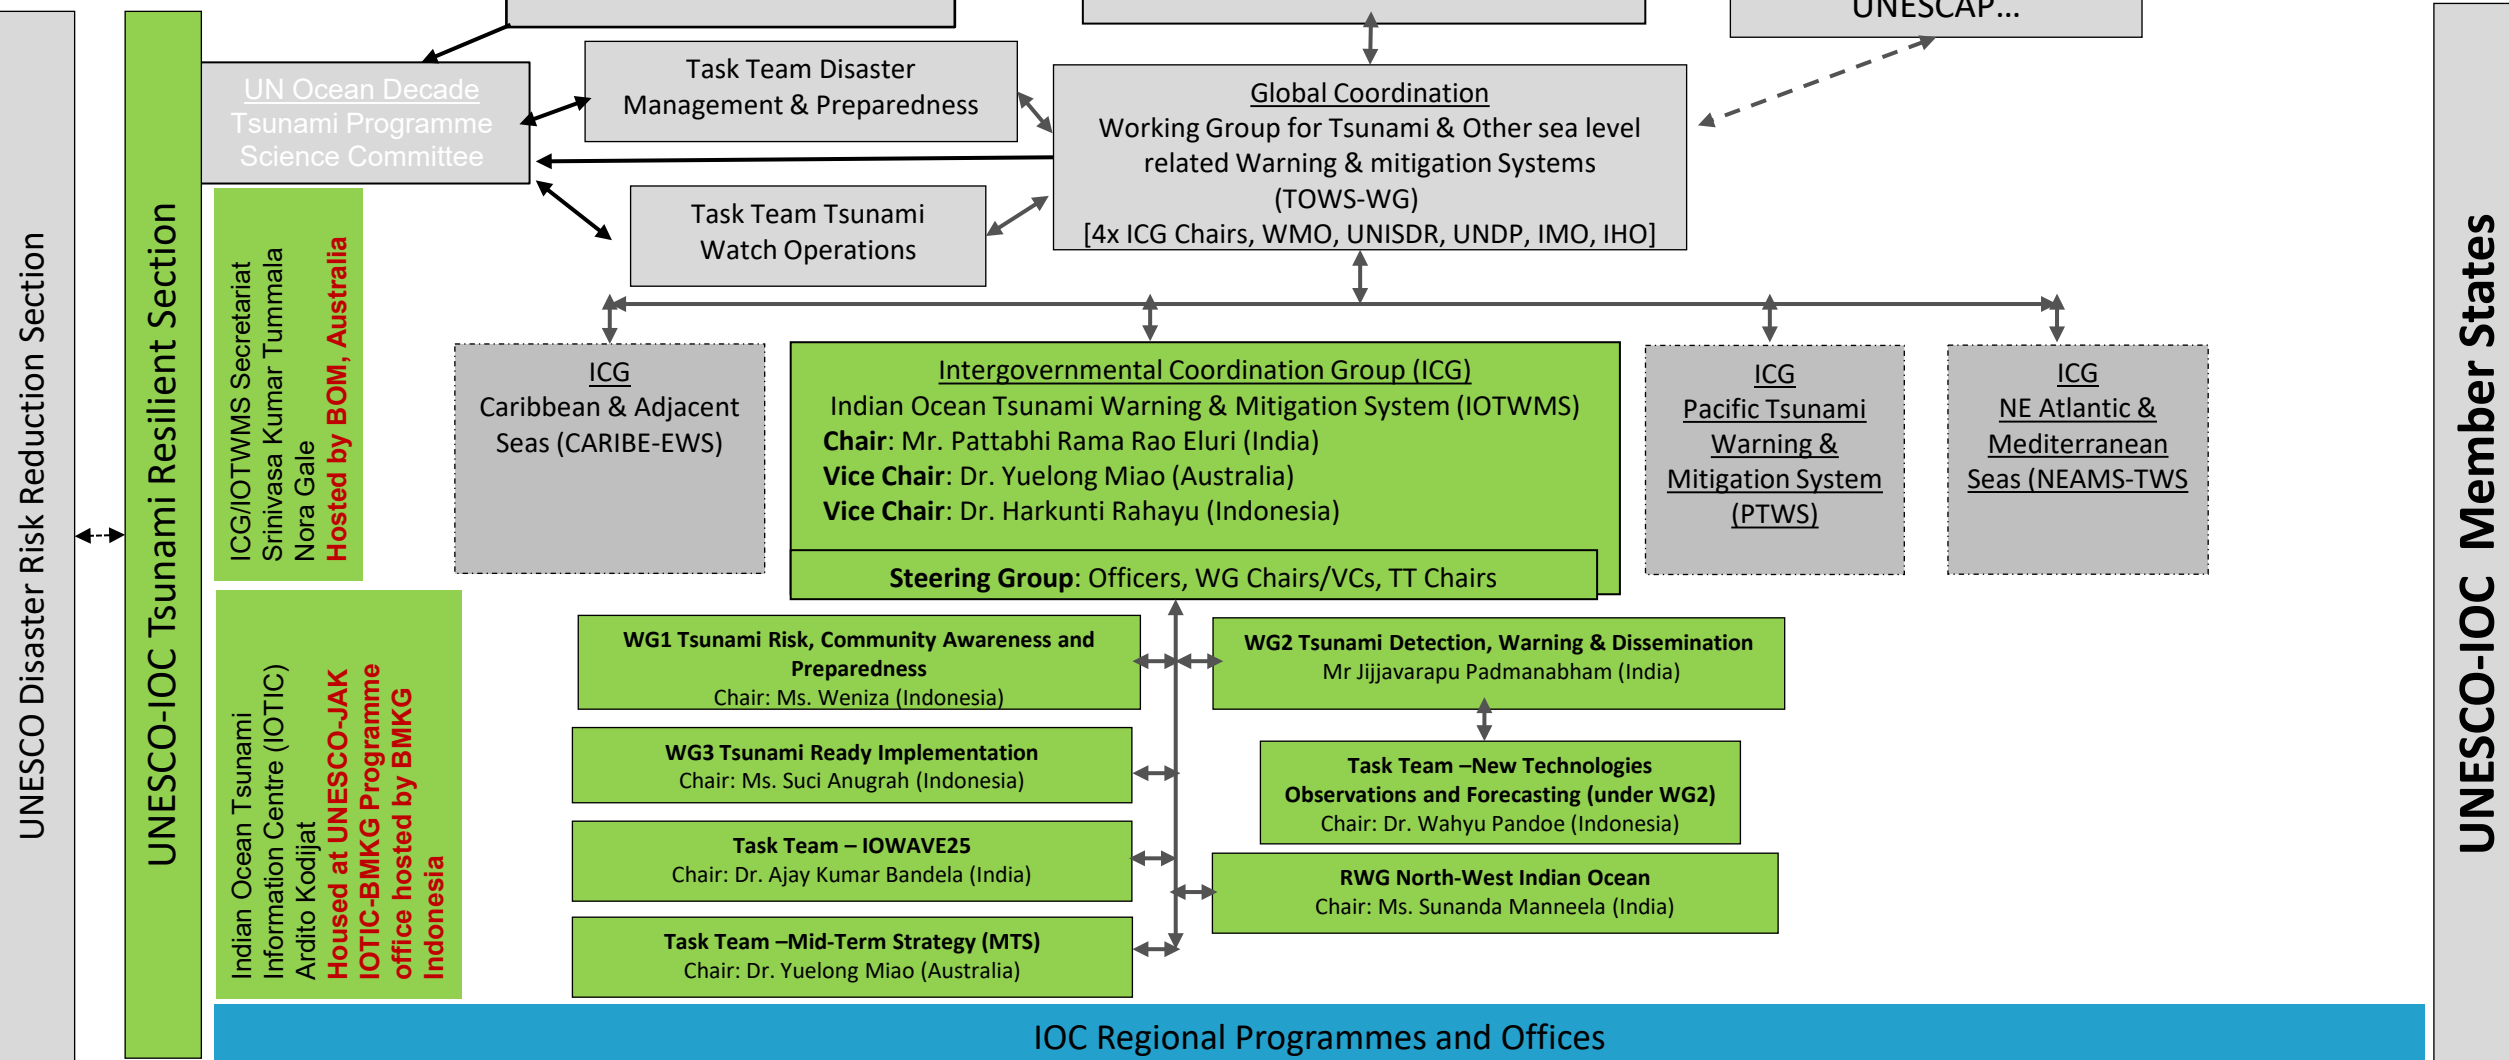 UNESCAP...
UNESCO Disaster Risk Reduction Section
UNESCO-IOC Tsunami Resilient Section
UN Ocean Decade
Tsunami Programme
Science Committee
Task Team Disaster
Management & Preparedness
Task Team Tsunami
Watch Operations
Global Coordination
Working Group for Tsunami & Other sea level
related Warning & mitigation Systems
(TOWS-WG)
[4x ICG Chairs, WMO, UNISDR, UNDP, IMO, IHO]
ICG/IOTWMS Secretariat
Srinivasa Kumar Tummala
Nora Gale
Hosted by BOM, Australia
Indian Ocean Tsunami
Information Centre (IOTIC)
Ardito Kodijat
Housed at UNESCO-JAK
IOTIC-BMKG Programme
office hosted by BMKG
Indonesia
ICG
Caribbean & Adjacent
Seas (CARIBE-EWS)
Intergovernmental Coordination Group (ICG)
Indian Ocean Tsunami Warning & Mitigation System (IOTWMS)
Chair: Mr. Pattabhi Rama Rao Eluri (India)
Vice Chair: Dr. Yuelong Miao (Australia)
Vice Chair: Dr. Harkunti Rahayu (Indonesia)
Steering Group: Officers, WG Chairs/VCs, TT Chairs
ICG
Pacific Tsunami
Warning &
Mitigation System
(PTWS)
ICG
NE Atlantic &
Mediterranean
Seas (NEAMS-TWS
WG1 Tsunami Risk, Community Awareness and
Preparedness
Chair: Ms. Weniza (Indonesia)
WG2 Tsunami Detection, Warning & Dissemination
Mr Jijjavarapu Padmanabham (India)
WG3 Tsunami Ready Implementation
Chair: Ms. Suci Anugrah (Indonesia)
Task Team –New Technologies
Observations and Forecasting (under WG2)
Chair: Dr. Wahyu Pandoe (Indonesia)
Task Team – IOWAVE25
Chair: Dr. Ajay Kumar Bandela (India)
RWG North-West Indian Ocean
Chair: Ms. Sunanda Manneela (India)
Task Team –Mid-Term Strategy (MTS)
Chair: Dr. Yuelong Miao (Australia)
IOC Regional Programmes and Offices
UNESCO-IOC Member States